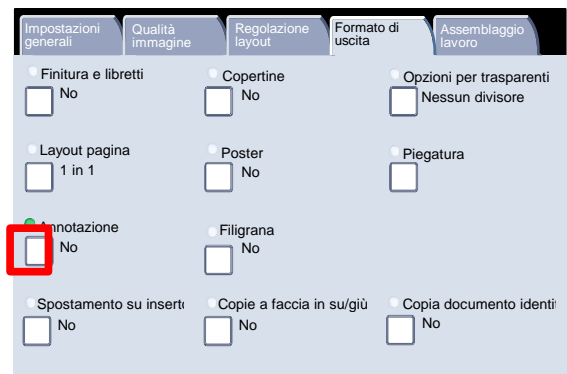 Impostazioni
generali
Qualità
immagine
Regolazione
layout
Formato di
uscita
Assemblaggio
lavoro
Finitura e libretti
No
Copertine
No
Opzioni per trasparenti
Nessun divisore
Layout pagina
1 in 1
Poster
No
Piegatura
Annotazione
No
Filigrana
No
Spostamento su inserto
No
Copie a faccia in su/giù
No
Copia documento identi
No